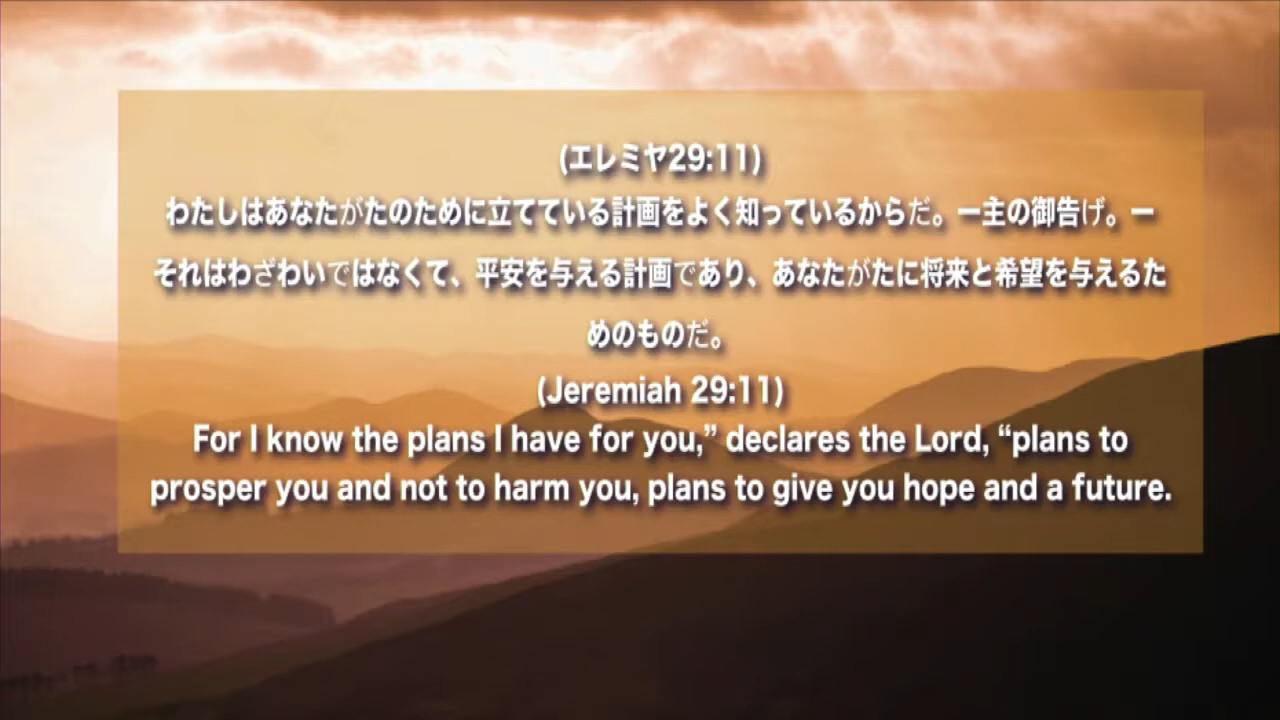 (エレミヤ29:11)
わたしはあなたがたのために立てている計画をよく知っているからだ。ー主の御告げ。ー
それはわざわいではなくて、平安を与える計画であり、あなたがたに将来と希望を与えるた
めのものだ。
(Jeremiah 29:11)
For I know the plans I have for you,” declares the Lord, “plans to
prosper you and not to harm you, plans to give you hope and a future.